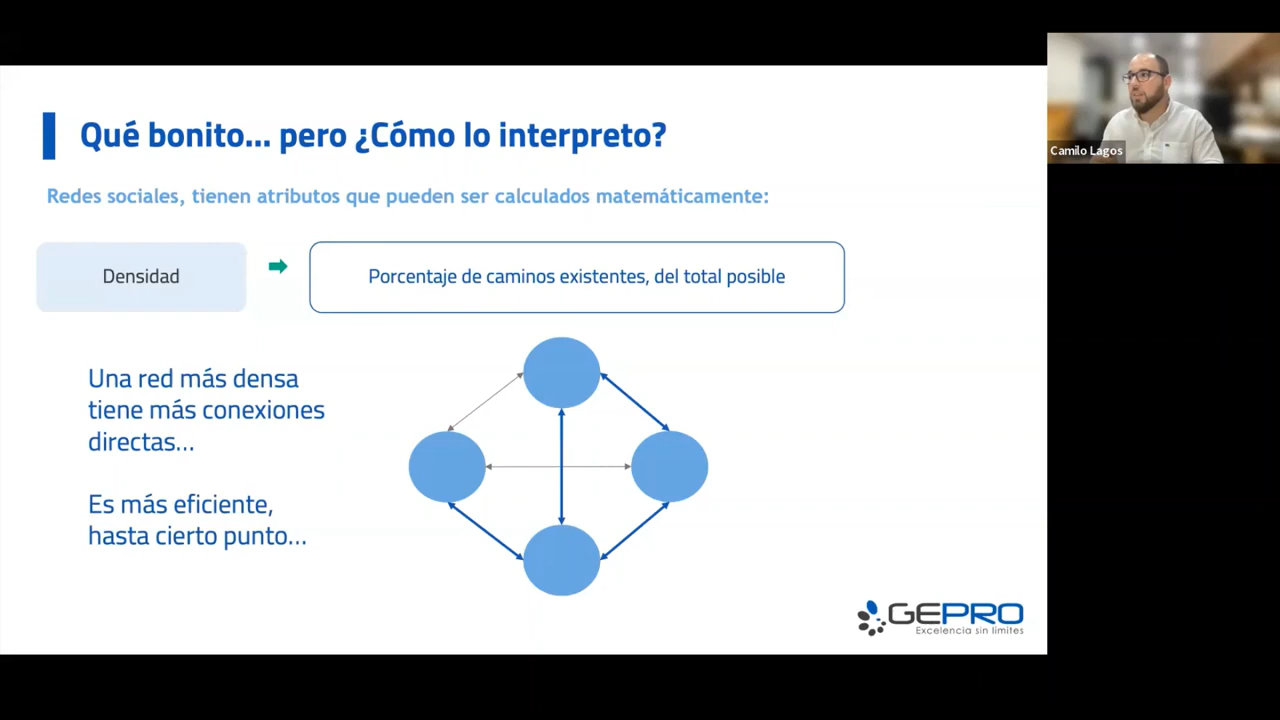 Qué bonito... pero ¿Cómo lo interpreto?
Redes sociales, tienen atributos que pueden ser calculados matemáticamente:
Densidad
Porcentaje de caminos existentes, del total posible
Una red más densa
tiene más conexiones
directas...
Es más eficiente,
hasta cierto punto...
GEPRO
Excelencia sin límites
Camilo Lagos